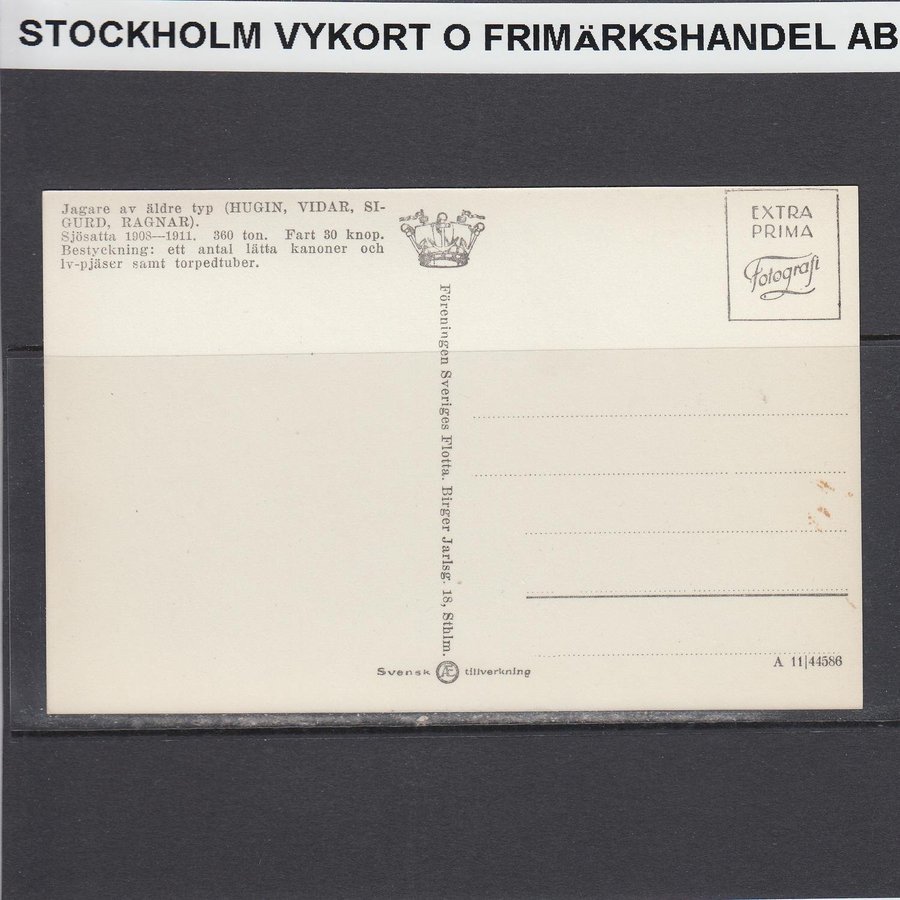 STOCKHOLM VYKORT O FRIMÄRKSHANDEL AB
Jagare av äldre typ (HUGIN, VIDAR, SI-
GURD, RAGNAR).
Sjösatta 1908—1911. 360 ton. Fart 30 knop.
Bestyckning: ett antal lätta kanoner och
lv-pjäser samt torpedtuber.
EXTRA
PRIMA
Fotografi
Föreningen Sveriges Flotta. Birger Jarlsg. 18, Sthlm.
A 11|44586
Svensk Æ tillverkning